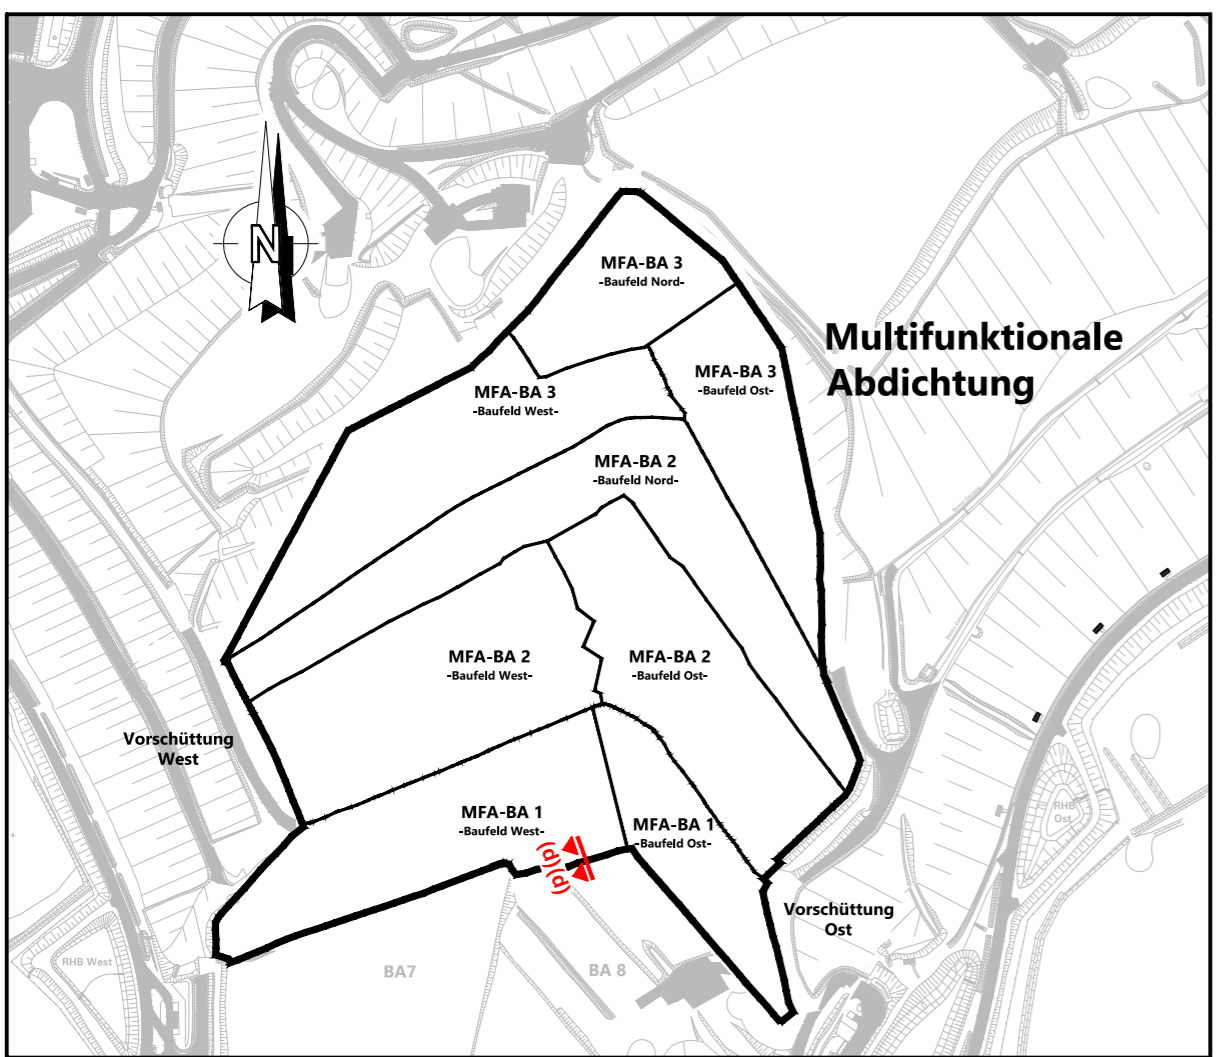 N
MFA-BA 3
-Baufeld Nord-
Multifunktionale
Abdichtung
MFA-BA 3
-Baufeld Ost-
MFA-BA 3
-Baufeld West-
MFA-BA 2
-Baufeld Nord-
MFA-BA 2
-Baufeld West-
MFA-BA 2
-Baufeld Ost-
Vorschüttung
West
MFA-BA 1
-Baufeld West-
MFA-BA 1
-Baufeld Ost-
(d)(d)
RHB
Ost
Vorschüttung
Ost
RHB West
BA7
BA 8